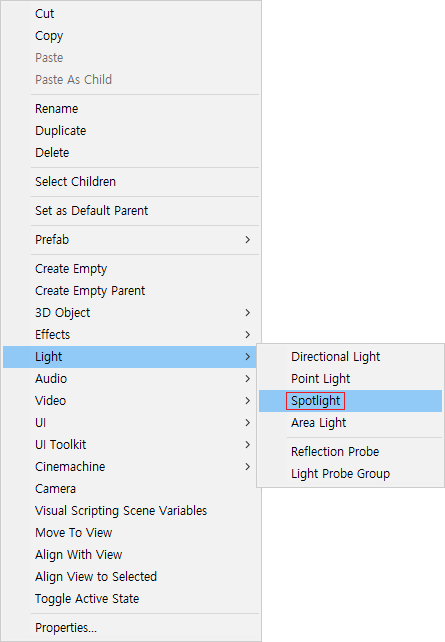 Cut
Copy
Paste
Paste As Child
Rename
Duplicate
Delete
Select Children
Set as Default Parent
Prefab
Create Empty
Create Empty Parent
3D Object
Effects
Light
Audio
Video
UI
UI Toolkit
Cinemachine
Camera
Visual Scripting Scene Variables
Move To View
Align With View
Align View to Selected
Toggle Active State
Properties...
Directional Light
Point Light
Spotlight
Area Light
Reflection Probe
Light Probe Group